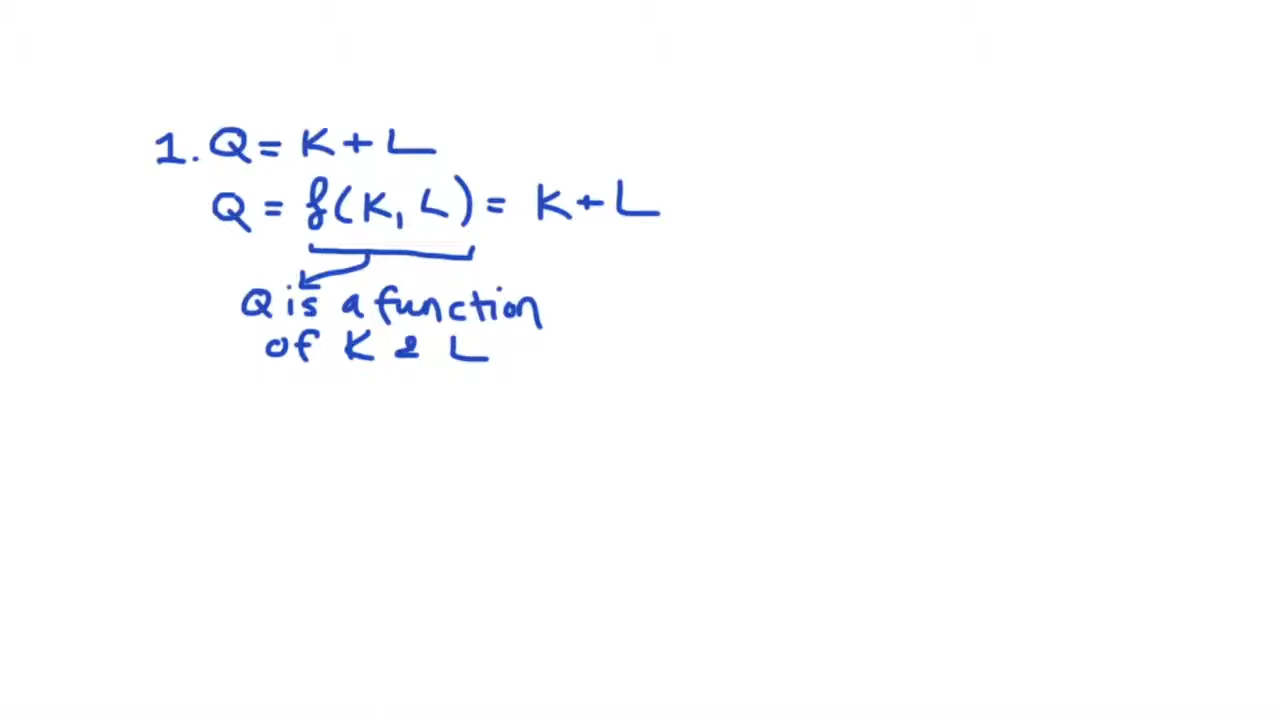 1. Q = K + L
Q = f(K, L) = K + L
Q is a function
of K & L